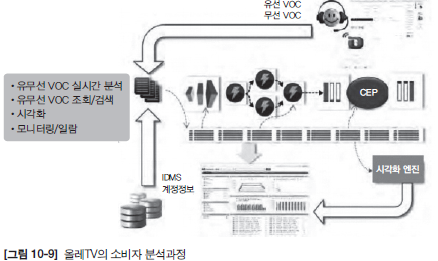 유선 VOC
무선 VOC
• 유무선 VOC 실시간 분석
• 유무선 VOC 조회/검색
• 시각화
• 모니터링/일람
CEP
IDMS
계정정보
시각화 엔진
[그림 10-9] 올레TV의 소비자 분석과정